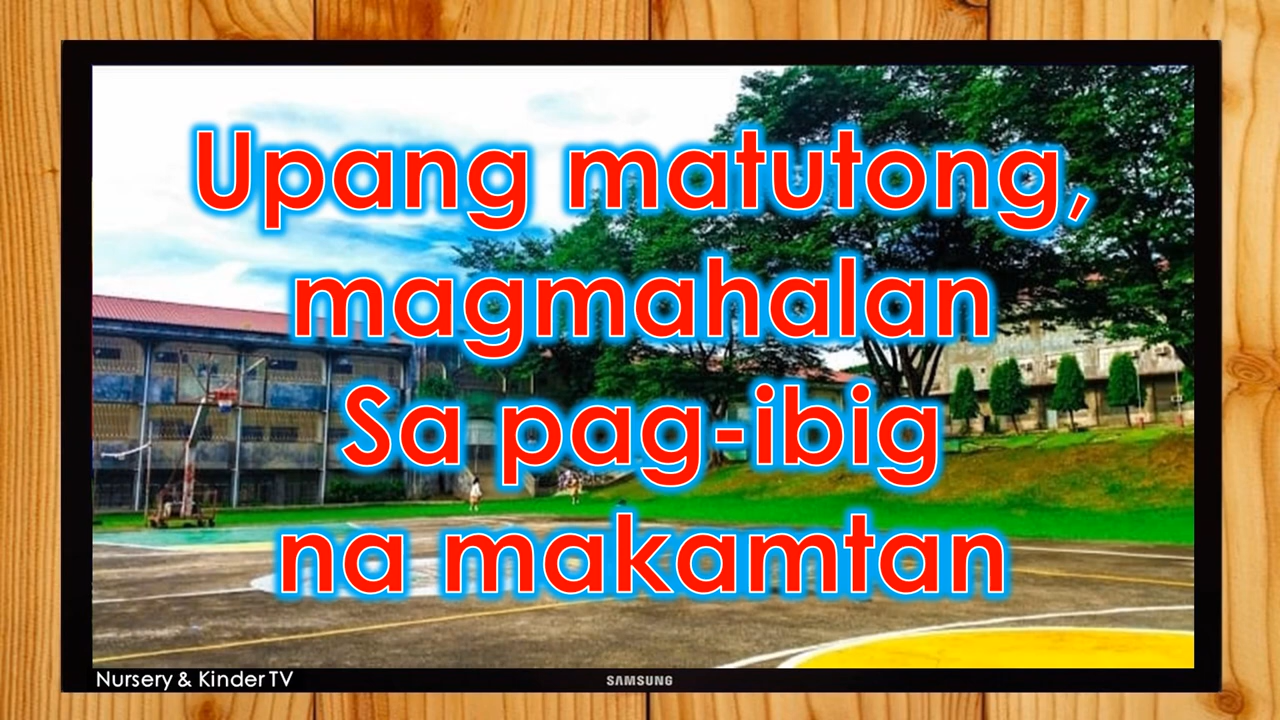 Upang matutong,
magmahalan
Sa pag-ibig
na makamtan
Nursery & Kinder TV
SAMSUNG